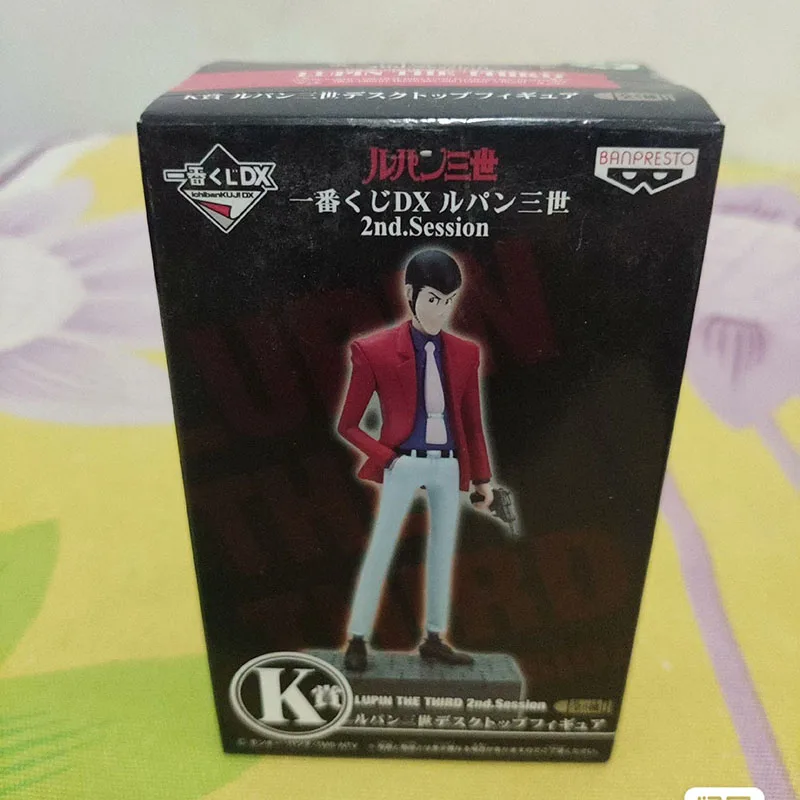 LUPIN THE THIRD
K賞 ルパン三世デスクトップフィギュア
一番くじDX
IchibanKUJI DX
ルパン三世
BANPRESTO
一番くじDX ルパン三世
2nd.Session
LUPIN
THE
THIRD
K賞
LUPIN THE THIRD 2nd.Session
ルパン三世デスクトップフィギュア